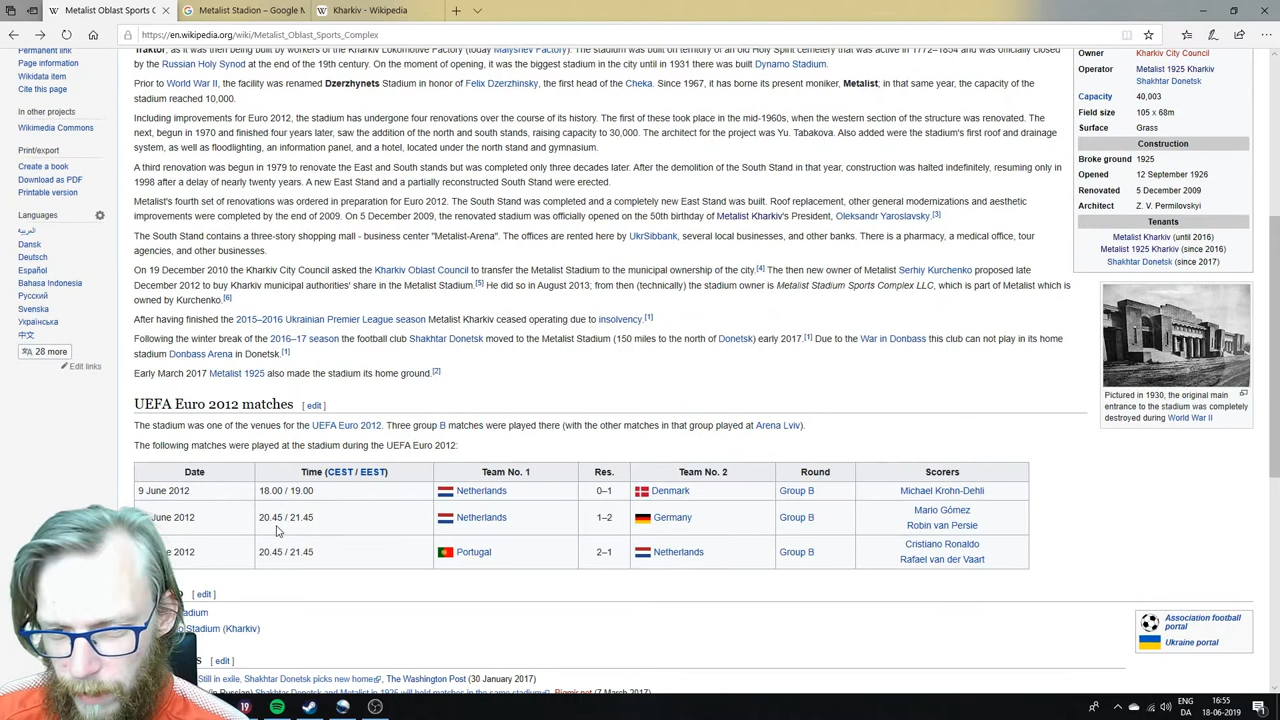 Metalist Oblast Sports C
Metalist Stadion – Google M
Kharkiv - Wikipedia
https://en.wikipedia.org/wiki/Metalist_Oblast_Sports_Complex
Permanent link
Page information
Wikidata item
Cite this page
In other projects
Wikimedia Commons
Print/export
Create a book
Download as PDF
Printable version
Languages
العربية
Dansk
Deutsch
Español
Bahasa Indonesia
Русский
Svenska
Українська
中文
28 more
Edit links
Traktor, as it was then being built by workers of the Kharkiv Locomotive Factory (today Malyshev Factory). The stadium was built on territory of an old Holy Spirit cemetery that was active in 1772–1854 and was officially closed
by the Russian Holy Synod at the end of the 19th century. On the moment of opening, it was the biggest stadium in the city until in 1931 there was built Dynamo Stadium.
Prior to World War II, the facility was renamed Dzerzhynets Stadium in honor of Felix Dzerzhinsky, the first head of the Cheka. Since 1967, it has borne its present moniker, Metalist; in that same year, the capacity of the
stadium reached 10,000.
Including improvements for Euro 2012, the stadium has undergone four renovations over the course of its history. The first of these took place in the mid-1960s, when the western section of the structure was renovated. The
next, begun in 1970 and finished four years later, saw the addition of the north and south stands, raising capacity to 30,000. The architect for the project was Yu. Tabakova. Also added were the stadium's first roof and drainage
system, as well as floodlighting, an information panel, and a hotel, located under the north stand and gymnasium.
A third renovation was begun in 1979 to renovate the East and South stands but was completed only three decades later. After the demolition of the South Stand in that year, construction was halted indefinitely, resuming only in
1998 after a delay of nearly twenty years. A new East Stand and a partially reconstructed South Stand were erected.
Metalist's fourth set of renovations was ordered in preparation for Euro 2012. The South Stand was completed and a completely new East Stand was built. Roof replacement, other general modernizations and aesthetic
improvements were completed by the end of 2009. On 5 December 2009, the renovated stadium was officially opened on the 50th birthday of Metalist Kharkiv's President, Oleksandr Yaroslavsky.[3]
The South Stand contains a three-story shopping mall - business center "Metalist-Arena". The offices are rented here by UkrSibbank, several local businesses, and other banks. There is a pharmacy, a medical office, tour
agencies, and other businesses.
On 19 December 2010 the Kharkiv City Council asked the Kharkiv Oblast Council to transfer the Metalist Stadium to the municipal ownership of the city.[4] The then new owner of Metalist Serhiy Kurchenko proposed late
December 2012 to buy Kharkiv municipal authorities' share in the Metalist Stadium.[5] He did so in August 2013; from then (technically) the stadium owner is Metalist Stadium Sports Complex LLC, which is part of Metalist which is
owned by Kurchenko.[6]
After having finished the 2015–2016 Ukrainian Premier League season Metalist Kharkiv ceased operating due to insolvency.[1]
Following the winter break of the 2016–17 season the football club Shakhtar Donetsk moved to the Metalist Stadium (150 miles to the north of Donetsk) early 2017.[1] Due to the War in Donbass this club can not play in its home
stadium Donbass Arena in Donetsk.[1]
Early March 2017 Metalist 1925 also made the stadium its home ground.[2]
UEFA Euro 2012 matches [ edit ]
The stadium was one of the venues for the UEFA Euro 2012. Three group B matches were played there (with the other matches in that group played at Arena Lviv).
The following matches were played at the stadium during the UEFA Euro 2012:
Date Time (CEST / EEST) Team No. 1 Res. Team No. 2 Round Scorers
9 June 2012 18.00 / 19.00 Netherlands 0–1 Denmark Group B Michael Krohn-Dehli
June 2012 20.45 / 21.45 Netherlands 1–2 Germany Group B Mario Gómez
Robin van Persie
2012 20.45 / 21.45 Portugal 2–1 Netherlands Group B Cristiano Ronaldo
Rafael van der Vaart
[ edit ]
Stadium (Kharkiv)
[ edit ]
Still in exile, Shakhtar Donetsk picks new home, The Washington Post (30 January 2017)
(in Russian) Shakhtar Donetsk and Metalist in 1925 will hold matches in the same stadium, Bigmir.net (7 March 2017)
Owner Kharkiv City Council
Operator Metalist 1925 Kharkiv
Shakhtar Donetsk
Capacity 40,003
Field size 105 x 68m
Surface Grass
Construction
Broke ground 1925
Opened 12 September 1926
Renovated 5 December 2009
Architect Z. V. Permilovskyi
Tenants
Metalist Kharkiv (until 2016)
Metalist 1925 Kharkiv (since 2016)
Shakhtar Donetsk (since 2017)
Pictured in 1930, the original main
entrance to the stadium was completely
destroyed during World War II
Association football
portal
Ukraine portal
ENG
DA
16:55
18-06-2019